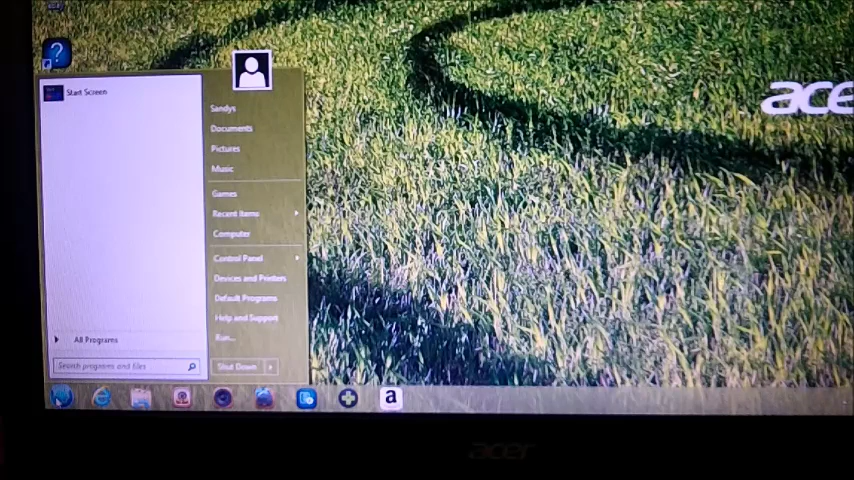 ?
Start Screen
Sandys
Documents
Pictures
Music
Games
Recent Items
Computer
Control Panel
Devices and Printers
Default Programs
Help and Support
Run...
All Programs
Search programs and files
Shut Down
acer
a
acer